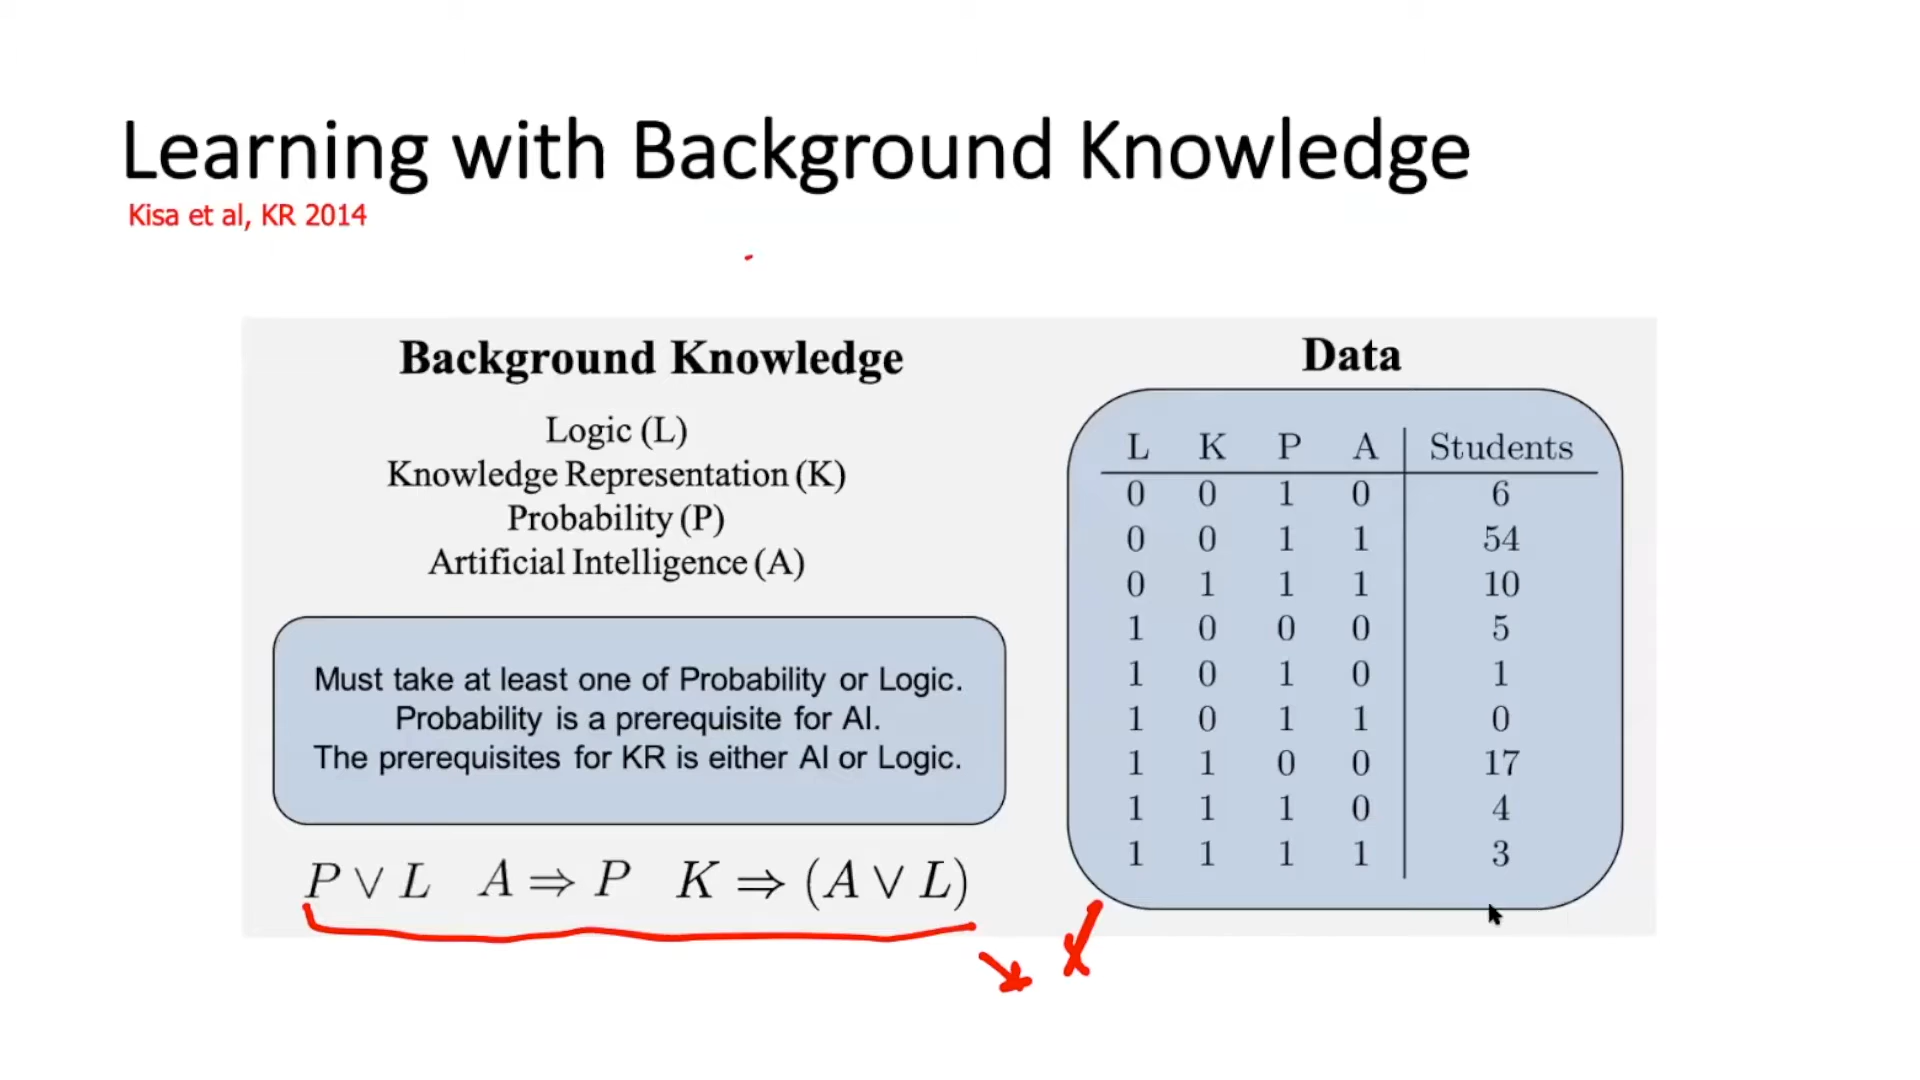 Learning with Background Knowledge
Kisa et al, KR 2014
Background Knowledge
Logic (L)
Knowledge Representation (K)
Probability (P)
Artificial Intelligence (A)
Must take at least one of Probability or Logic.
Probability is a prerequisite for AI.
The prerequisites for KR is either AI or Logic.
P ∨ L   A ⇒ P   K ⇒ (A ∨ L)
Data
L K P A Students
0 0 1 0 6
0 0 1 1 54
0 1 1 1 10
1 0 0 0 5
1 0 1 0 1
1 0 1 1 0
1 1 0 0 17
1 1 1 0 4
1 1 1 1 3